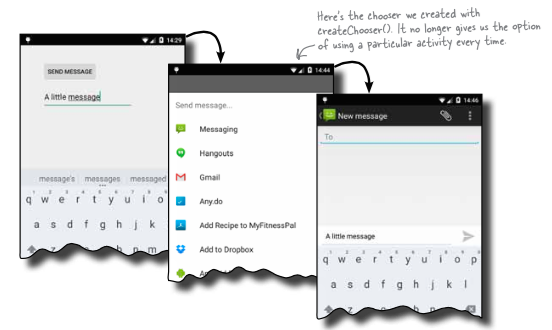 Here's the chooser we created with
createChooser(). It no longer gives us the option
of using a particular activity every time.
14:29
SEND MESSAGE
A little message
message's messages messaged
q w e r t y u i o
a s d f g h j k
z n m
14:44
Send message...
Messaging
Hangouts
Gmail
Any.do
Add Recipe to MyFitnessPal
Add to Dropbox
14:46
New message
To
A little message
q w e r t y u i o p
a s d f g h j k l